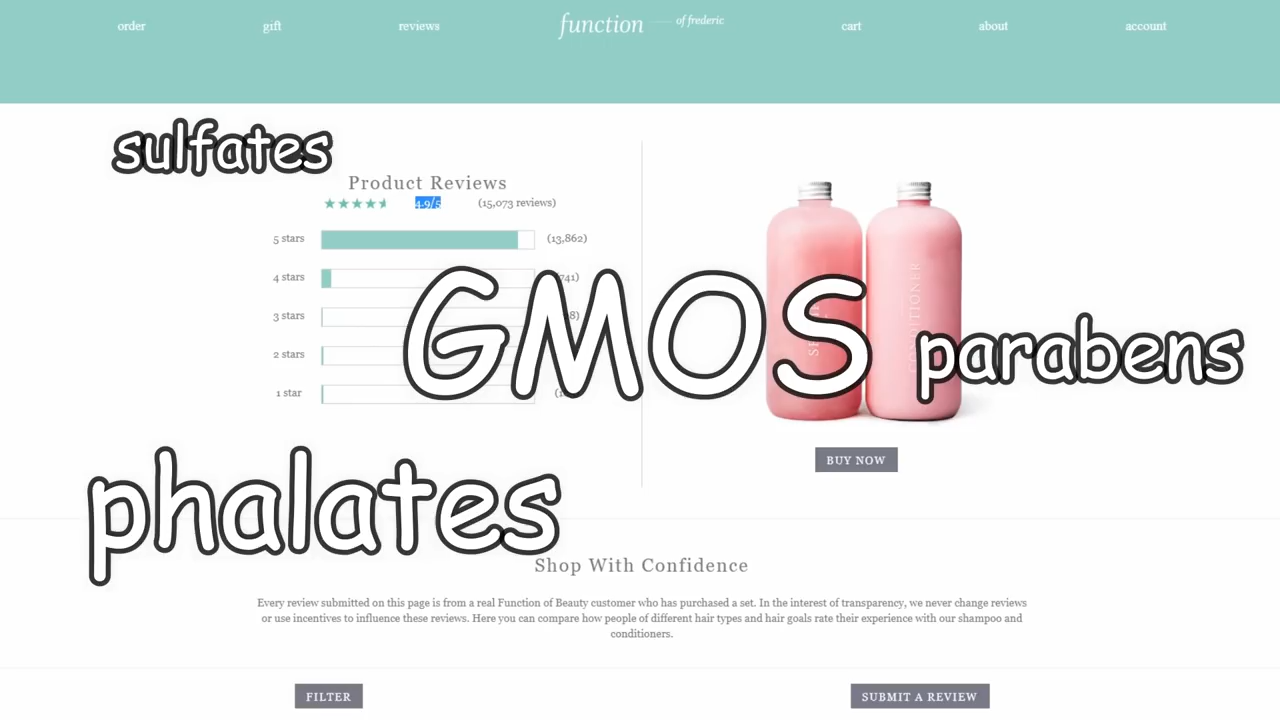 order gift reviews function of frederic cart about account
sulfates
Product Reviews
4.9/5 (15,073 reviews)
5 stars (13,862)
4 stars 741)
3 stars 8)
2 stars
1 star
GMOS
parabens
CONDITIONER
BUY NOW
phalates
Shop With Confidence
Every review submitted on this page is from a real Function of Beauty customer who has purchased a set. In the interest of transparency, we never change reviews
or use incentives to influence these reviews. Here you can compare how people of different hair types and hair goals rate their experience with our shampoo and
conditioners.
FILTER SUBMIT A REVIEW